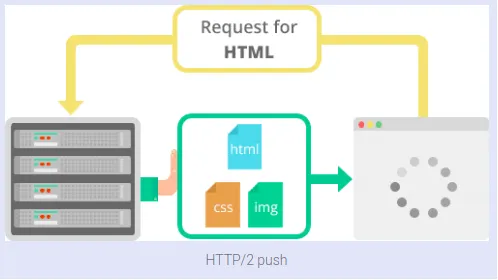 Request for
HTML
html
css
img
HTTP/2 push